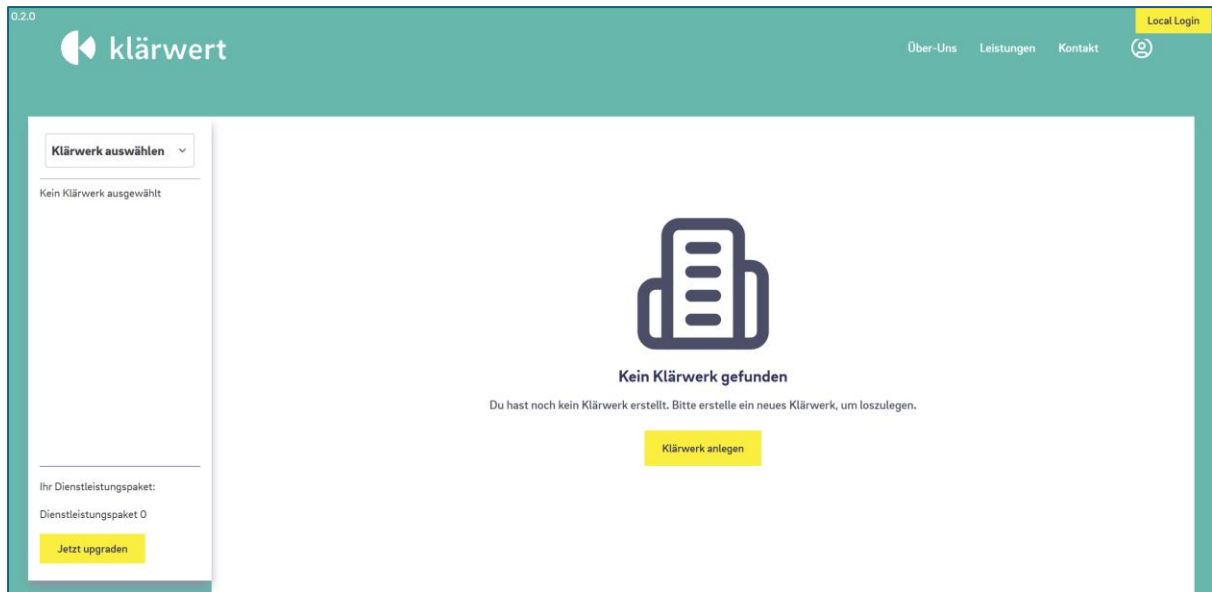 0.2.0
Local Login
klärwert
Über-Uns Leistungen Kontakt
Klärwerk auswählen
Kein Klärwerk ausgewählt
Kein Klärwerk gefunden
Du hast noch kein Klärwerk erstellt. Bitte erstelle ein neues Klärwerk, um loszulegen.
Klärwerk anlegen
Ihr Dienstleistungspaket:
Dienstleistungspaket 0
Jetzt upgraden